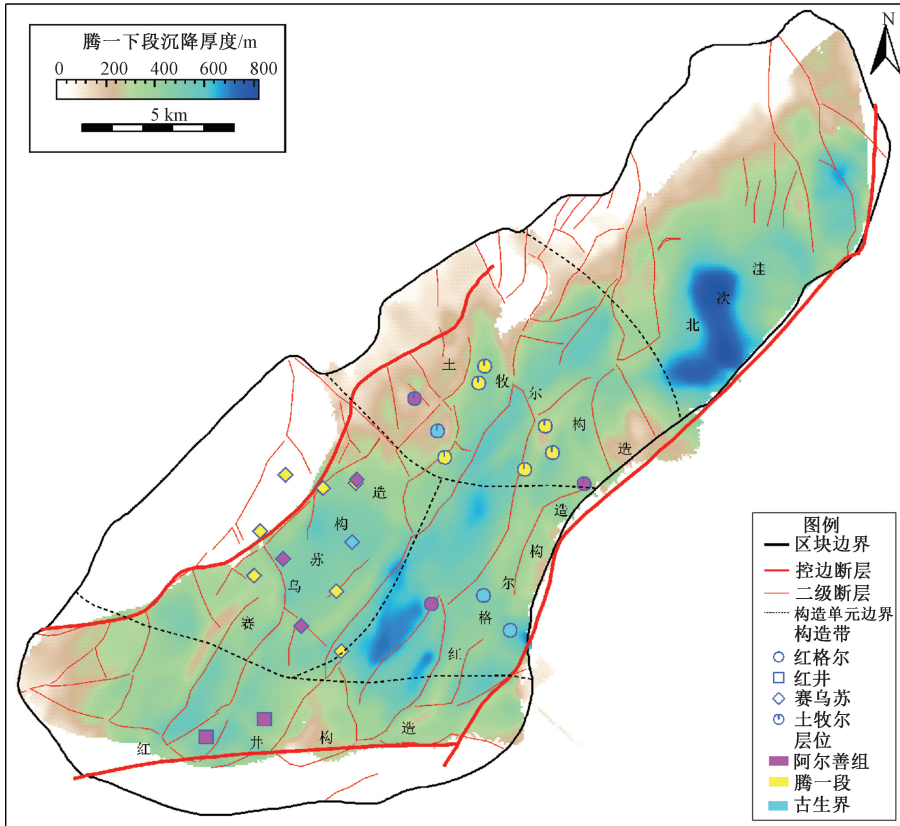 腾一下段沉降厚度/m
0 200 400 600 800
5 km
N
北次洼
土牡尔构造
赛乌苏构造
红格尔构造
红井构造
图例
区块边界
控边断层
二级断层
构造单元边界
构造带
红格尔
红井
赛乌苏
土牧尔
层位
阿尔善组
腾一段
古生界